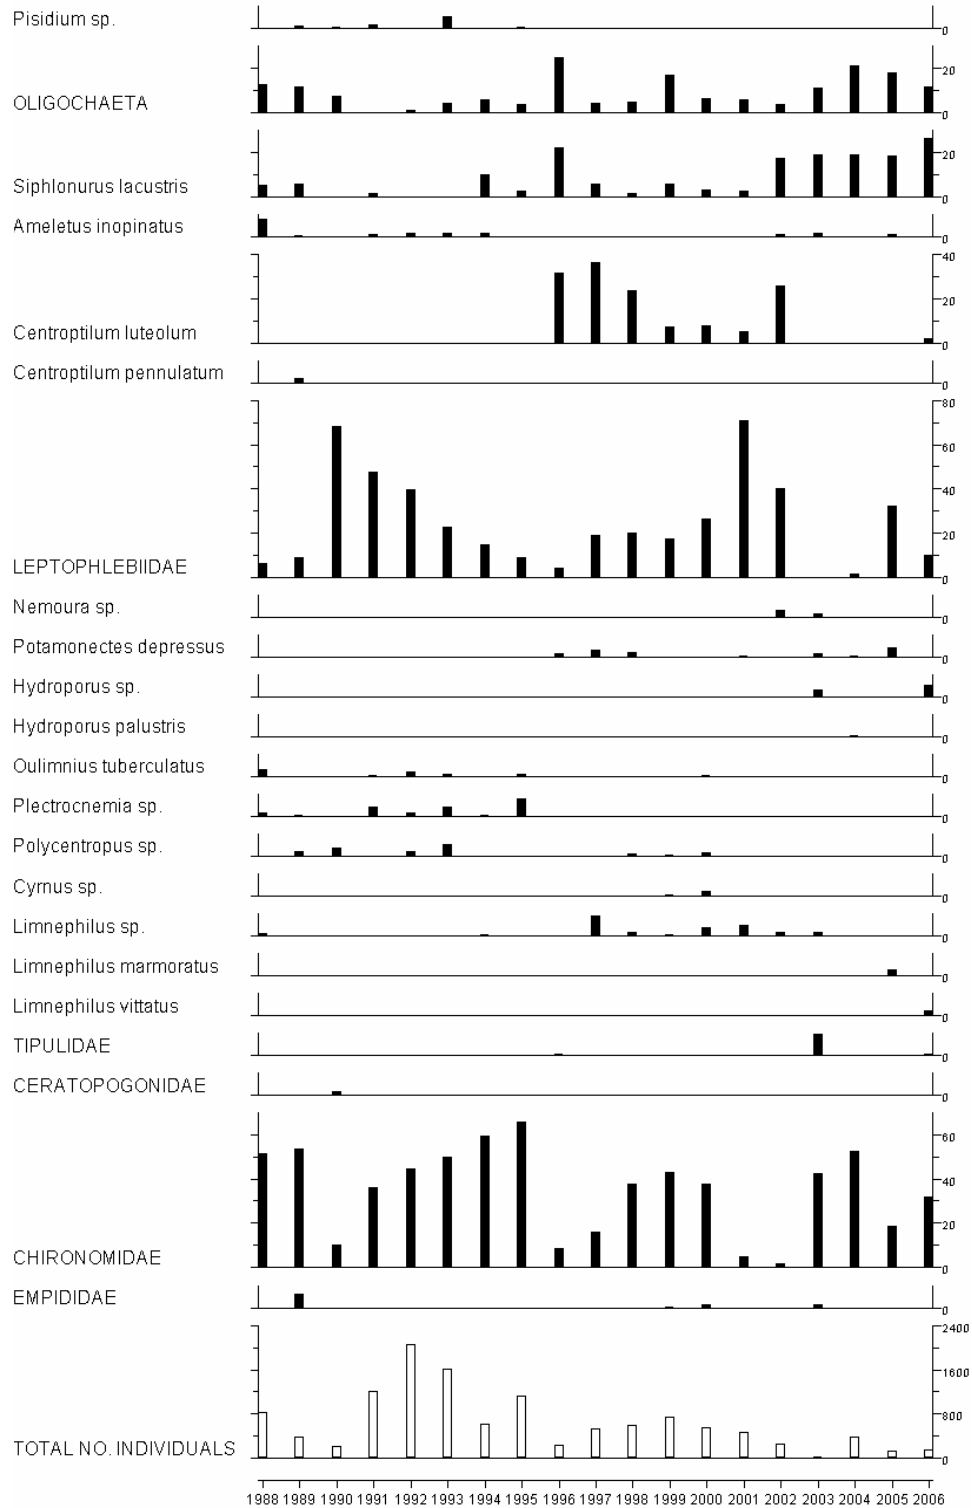 Pisidium sp.
0
20
OLIGOCHAETA
0
20
Siphlonurus lacustris
0
Ameletus inopinatus
0
40
20
Centroptilum luteolum
0
Centroptilum pennulatum
0
80
60
40
20
LEPTOPHLEBIIDAE
0
Nemoura sp.
0
Potamonectes depressus
0
Hydroporus sp.
0
Hydroporus palustris
0
Oulimnius tuberculatus
0
Plectrocnemia sp.
0
Polycentropus sp.
0
Cyrnus sp.
0
Limnephilus sp.
0
Limnephilus marmoratus
0
Limnephilus vittatus
0
TIPULIDAE
0
CERATOPOGONIDAE
0
60
40
20
CHIRONOMIDAE
0
EMPIDIDAE
0
2400
1600
800
TOTAL NO. INDIVIDUALS
0
1988 1989 1990 1991 1992 1993 1994 1995 1996 1997 1998 1999 2000 2001 2002 2003 2004 2005 2006